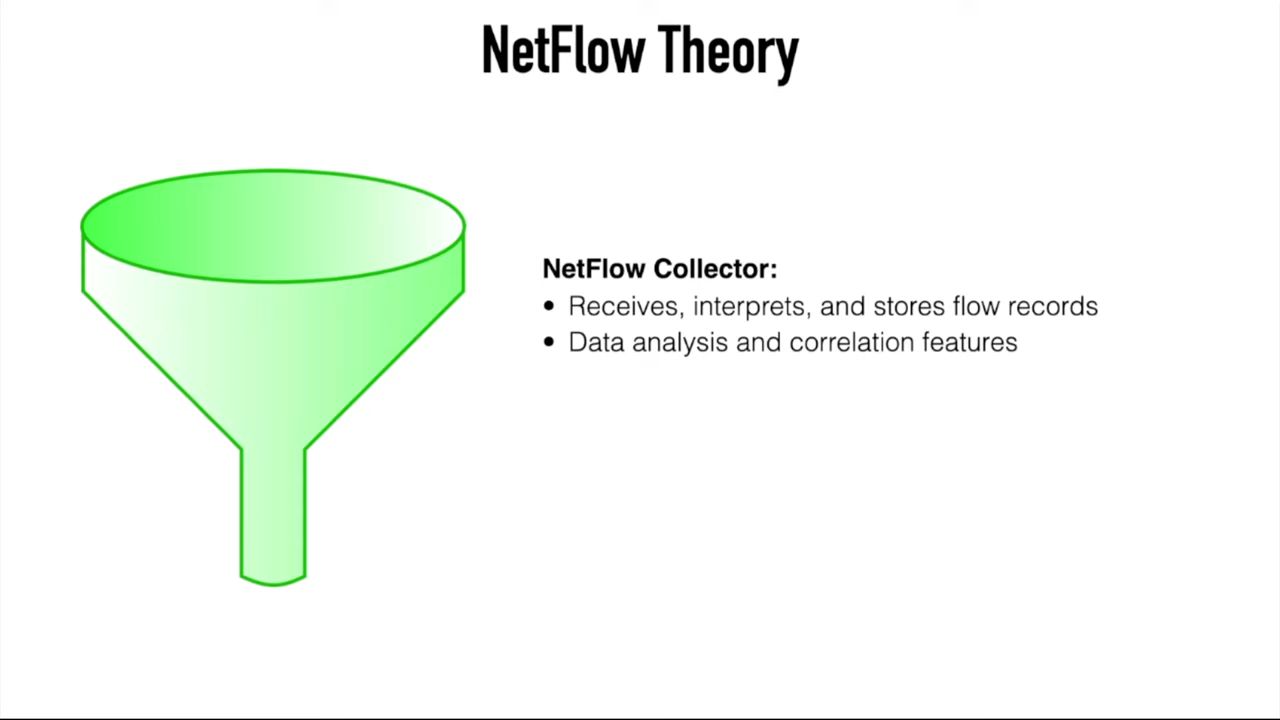 NetFlow Theory
NetFlow Collector:
• Receives, interprets, and stores flow records
• Data analysis and correlation features